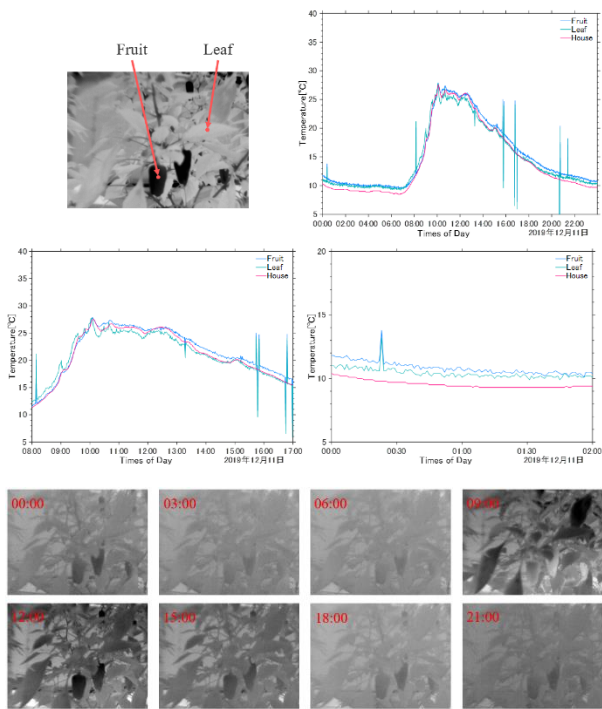 Fruit Leaf
Temperature[℃]
40
35
30
25
20
15
10
5
Fruit
Leaf
House
00:00 02:00 04:00 06:00 08:00 10:00 12:00 14:00 16:00 18:00 20:00 22:00
Times of Day 2019年12月11日
Temperature[℃]
40
35
30
25
20
15
10
5
Fruit
Leaf
House
08:00 09:00 10:00 11:00 12:00 13:00 14:00 15:00 16:00 17:00
Times of Day 2019年12月11日
Temperature[℃]
20
15
10
5
Fruit
Leaf
House
00:00 00:30 01:00 01:30 02:00
Times of Day 2019年12月11日
00:00 03:00 06:00 09:00
12:00 15:00 18:00 21:00